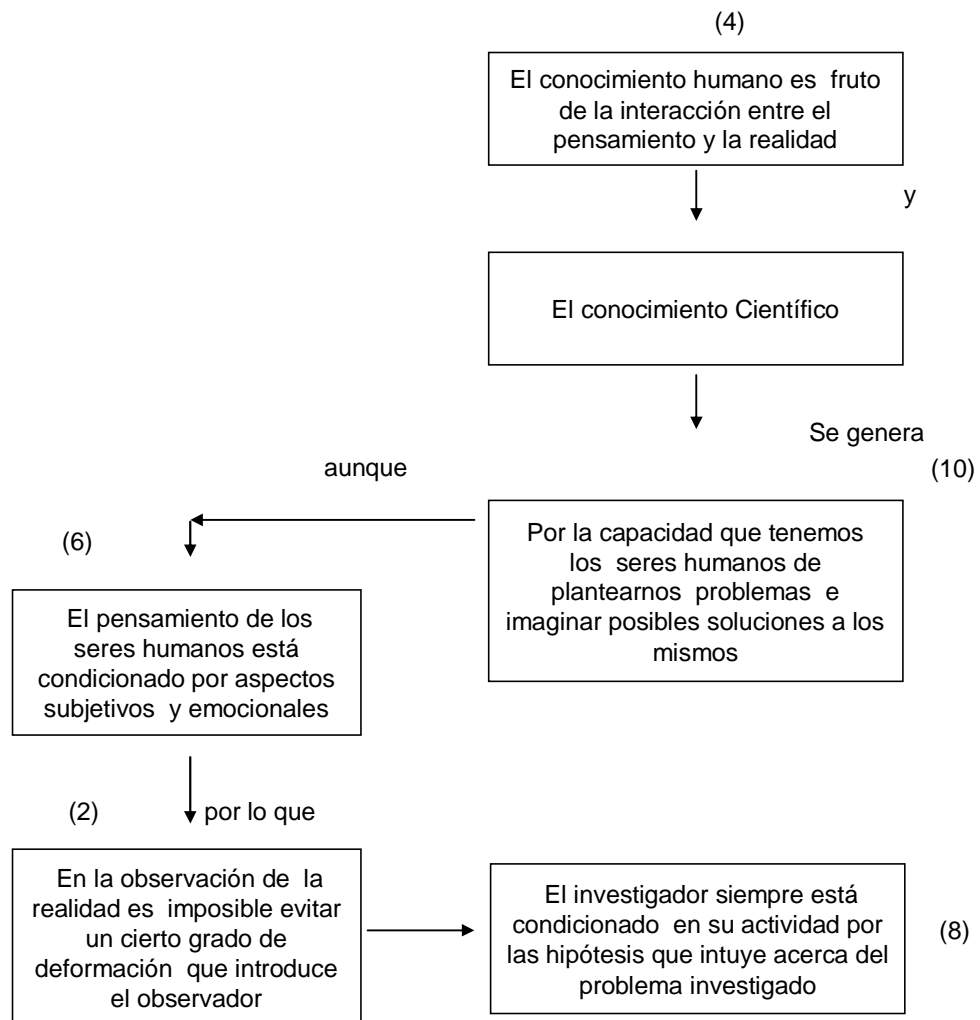 (4)
El conocimiento humano es fruto
de la interacción entre el
pensamiento y la realidad
y
El conocimiento Científico
Se genera
(10)
aunque
Por la capacidad que tenemos
los seres humanos de
plantearnos problemas e
imaginar posibles soluciones a los
mismos
(6)
El pensamiento de los
seres humanos está
condicionado por aspectos
subjetivos y emocionales
(2)
por lo que
En la observación de la
realidad es imposible evitar
un cierto grado de
deformación que introduce
el observador
El investigador siempre está
condicionado en su actividad por
las hipótesis que intuye acerca del
problema investigado
(8)